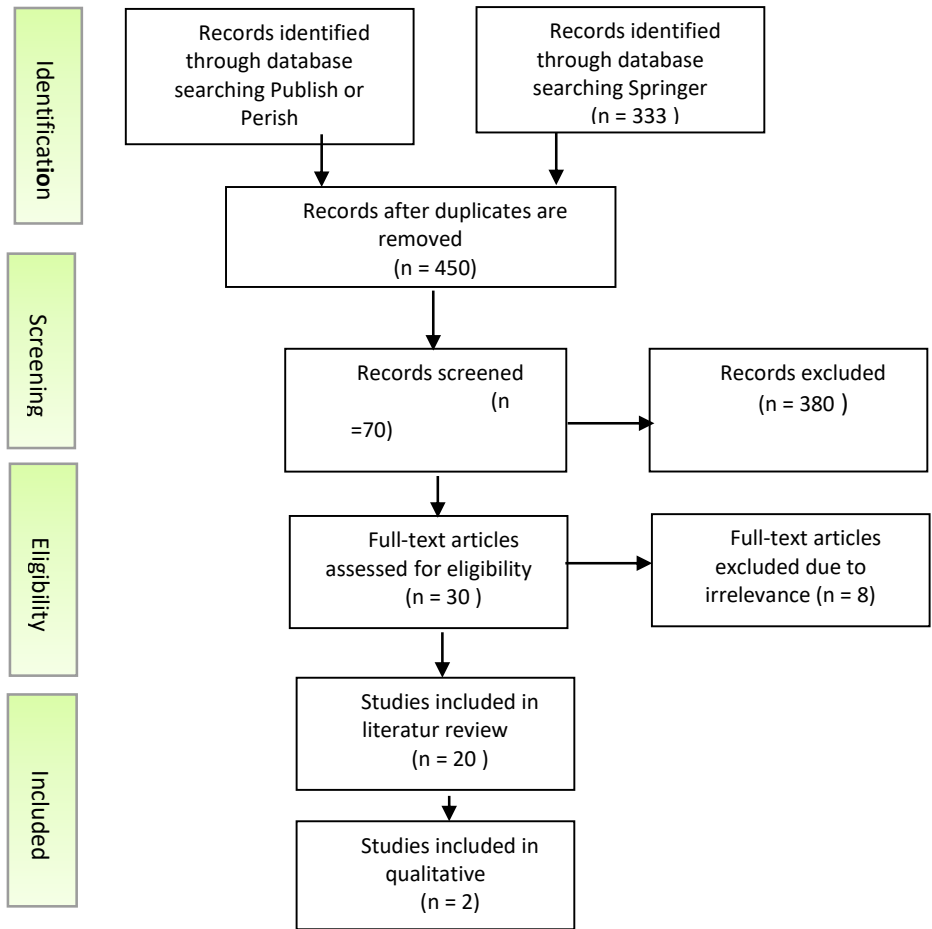 Identification
Records identified
through database
searching Publish or
Perish
Records identified
through database
searching Springer
(n = 333 )
Records after duplicates are
removed
(n = 450)
Screening
Records screened
(n
=70)
Records excluded
(n = 380 )
Eligibility
Full-text articles
assessed for eligibility
(n = 30 )
Full-text articles
excluded due to
irrelevance (n = 8)
Included
Studies included in
literatur review
(n = 20 )
Studies included in
qualitative
(n = 2)